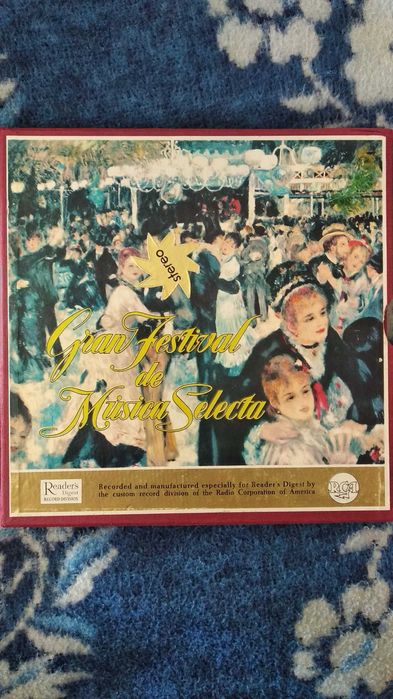 stereo
Gran Festival
de
Música Selecta
Reader's
Digest
RECORD DIVISION
Recorded and manufactured especially for Reader's Digest by
the custom record division of the Radio Corporation of America
RCA